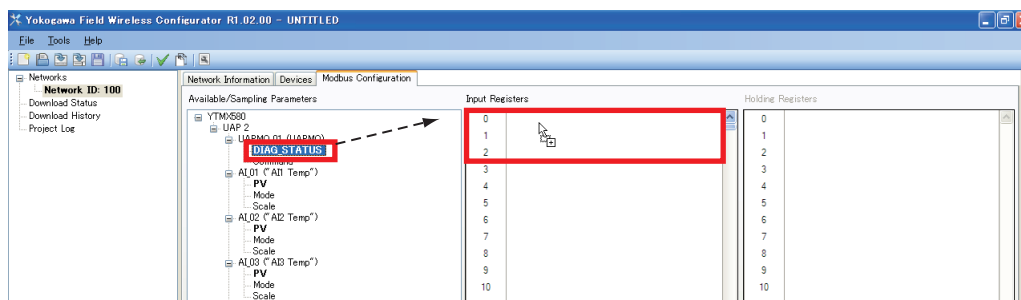 Yokogawa Field Wireless Configurator R1.02.00 - UNTITLED
File Tools Help
Networks
Network ID: 100
Download Status
Download History
Project Log
Network Information Devices Modbus Configuration
Available/Sampling Parameters
YTMX580
UAP 2
UAPMO_01 (UAPMO)
DIAG_STATUS
Command
AI_01 ("AI1 Temp")
PV
Mode
Scale
AI_02 ("AI2 Temp")
PV
Mode
Scale
AI_03 ("AI3 Temp")
PV
Mode
Scale
Input Registers
0
1
2
3
4
5
6
7
8
9
10
Holding Registers
0
1
2
3
4
5
6
7
8
9
10